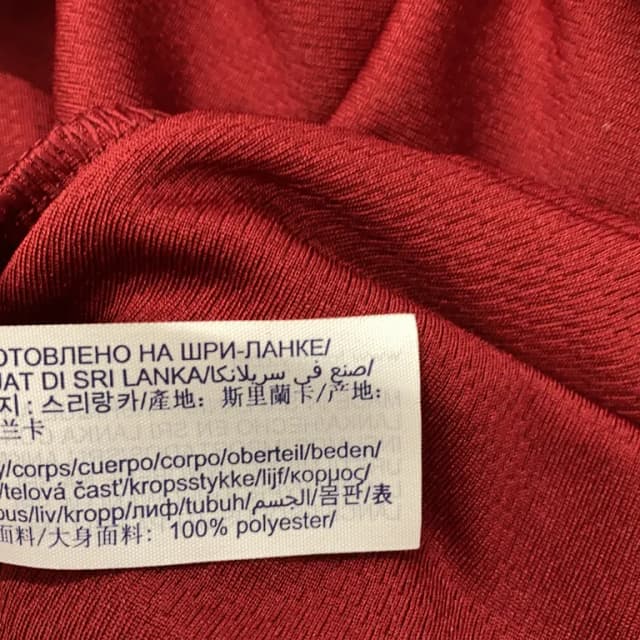 ОТОВЛЕНО НА ШРИ-ЛАНКЕ/
UAT DI SRI LANKA/صنع في سريلانكا/
지 : 스리랑카/產地：斯里蘭卡/产地：
兰卡
y/corps/cuerpo/corpo/oberteil/beden/
/telová časť/kropsstykke/lijf/κορμος/
pus/liv/kropp/лиф/tubuh/الجسم/몸판/表
面料/大身面料：100% polyester/